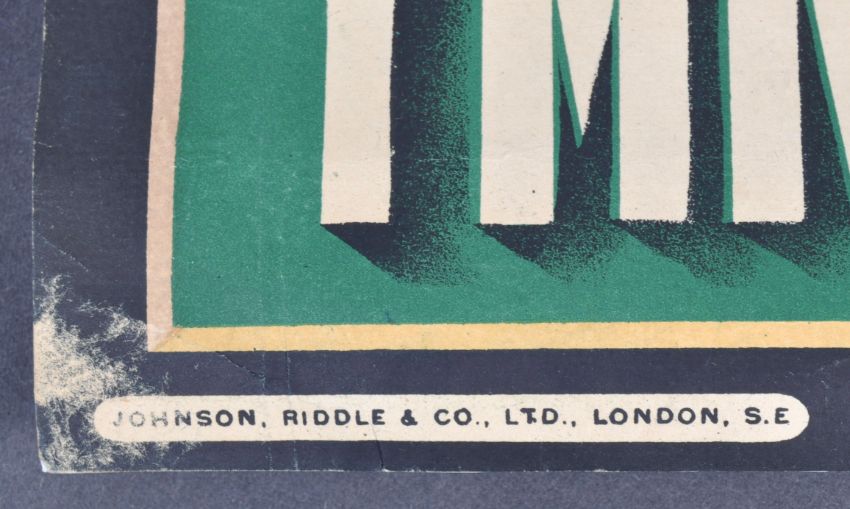 JOHNSON, RIDDLE & CO., LTD., LONDON, S.E